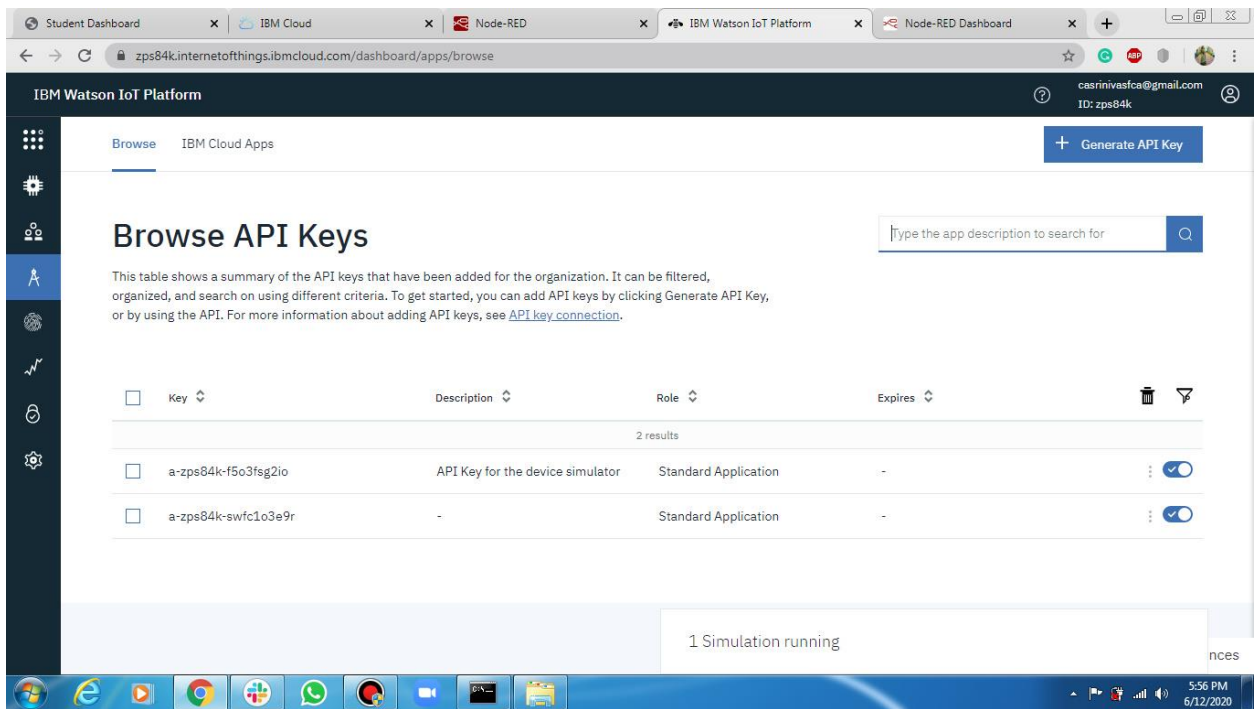 Student Dashboard
IBM Cloud
Node-RED
IBM Watson IoT Platform
Node-RED Dashboard
zps84k.internetofthings.ibmcloud.com/dashboard/apps/browse
ABP
IBM Watson IoT Platform
casrinivasfca@gmail.com
ID: zps84k
Browse IBM Cloud Apps
+ Generate API Key
Browse API Keys
Type the app description to search for
This table shows a summary of the API keys that have been added for the organization. It can be filtered,
organized, and search on using different criteria. To get started, you can add API keys by clicking Generate API Key,
or by using the API. For more information about adding API keys, see API key connection.
Key Description Role Expires
2 results
a-zps84k-f5o3fsg2io API Key for the device simulator Standard Application -
a-zps84k-swfc1o3e9r - Standard Application -
1 Simulation running
nces
C:\_
5:56 PM
6/12/2020